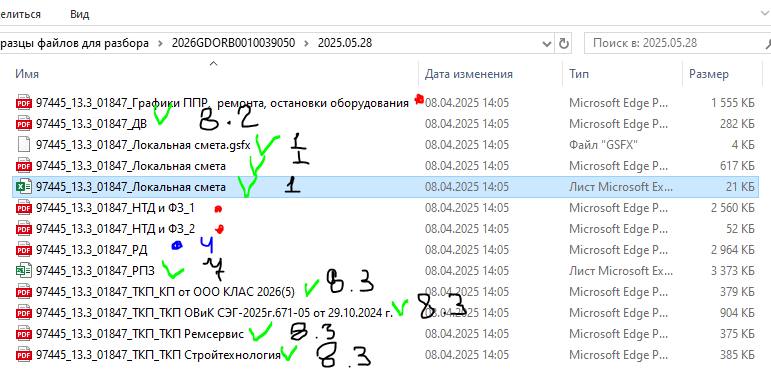 елиться Вид
разцы файлов для разбора > 2026GDORB0010039050 > 2025.05.28 Поиск в: 2025.05.28
Имя Дата изменения Тип Размер
97445_13.3_01847_Графики ППР_ ремонта, остановки оборудования 08.04.2025 14:05 Microsoft Edge P... 1 555 КБ
97445_13.3_01847_ДВ 8.2 08.04.2025 14:05 Microsoft Edge P... 282 КБ
97445_13.3_01847_Локальная смета.gsfx 1 08.04.2025 14:05 Файл "GSFX" 4 КБ
97445_13.3_01847_Локальная смета 1 08.04.2025 14:05 Microsoft Edge P... 617 КБ
97445_13.3_01847_Локальная смета 1 08.04.2025 14:05 Лист Microsoft Ex... 21 КБ
97445_13.3_01847_НТД и ФЗ_1 08.04.2025 14:05 Microsoft Edge P... 2 560 КБ
97445_13.3_01847_НТД и ФЗ_2 08.04.2025 14:05 Microsoft Edge P... 52 КБ
97445_13.3_01847_РД 4 08.04.2025 14:05 Microsoft Edge P... 2 964 КБ
97445_13.3_01847_РПЗ 7 08.04.2025 14:05 Лист Microsoft Ex... 3 373 КБ
97445_13.3_01847_ТКП_КП от ООО КЛАС 2026(5) 8.3 08.04.2025 14:05 Microsoft Edge P... 379 КБ
97445_13.3_01847_ТКП_ТКП ОВиК СЭГ-2025г.671-05 от 29.10.2024 г. 8.3 08.04.2025 14:05 Microsoft Edge P... 904 КБ
97445_13.3_01847_ТКП_ТКП Ремсервис 8.3 08.04.2025 14:05 Microsoft Edge P... 375 КБ
97445_13.3_01847_ТКП_ТКП Стройтехнология 8.3 08.04.2025 14:05 Microsoft Edge P... 385 КБ